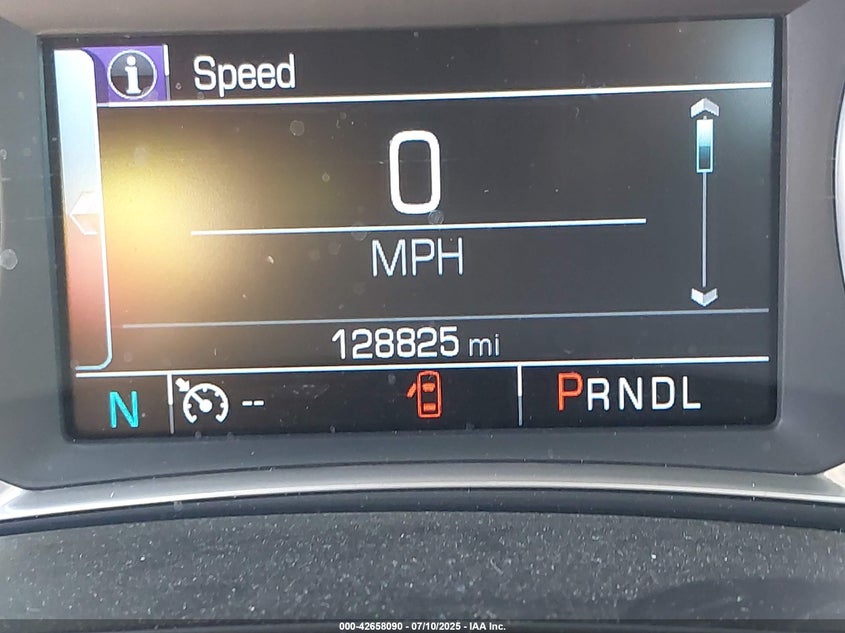 i Speed
0
MPH
128825 mi
N -- PRNDL
000-42658090 - 07/10/2025 - IAA Inc.